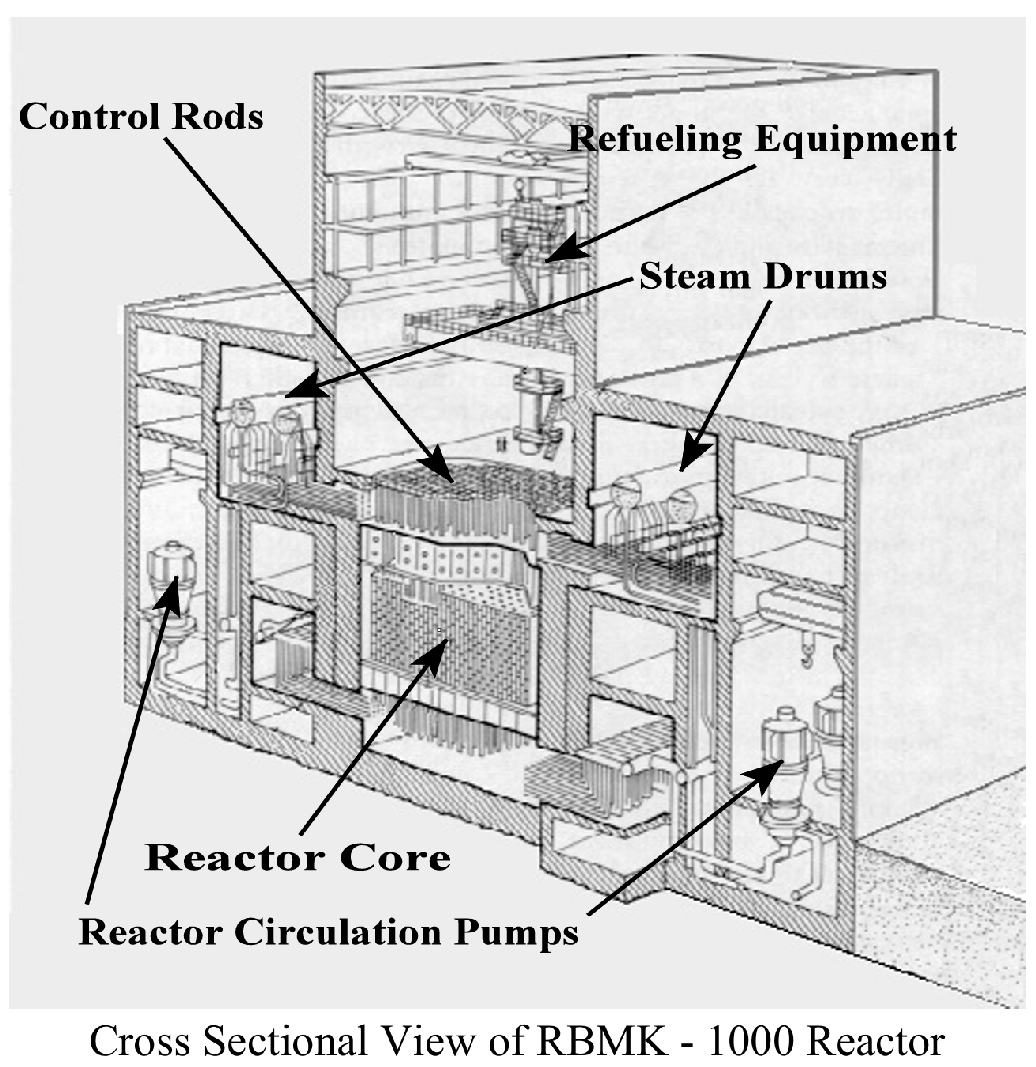 Control Rods
Refueling Equipment
Steam Drums
Reactor Core
Reactor Circulation Pumps
Cross Sectional View of RBMK - 1000 Reactor